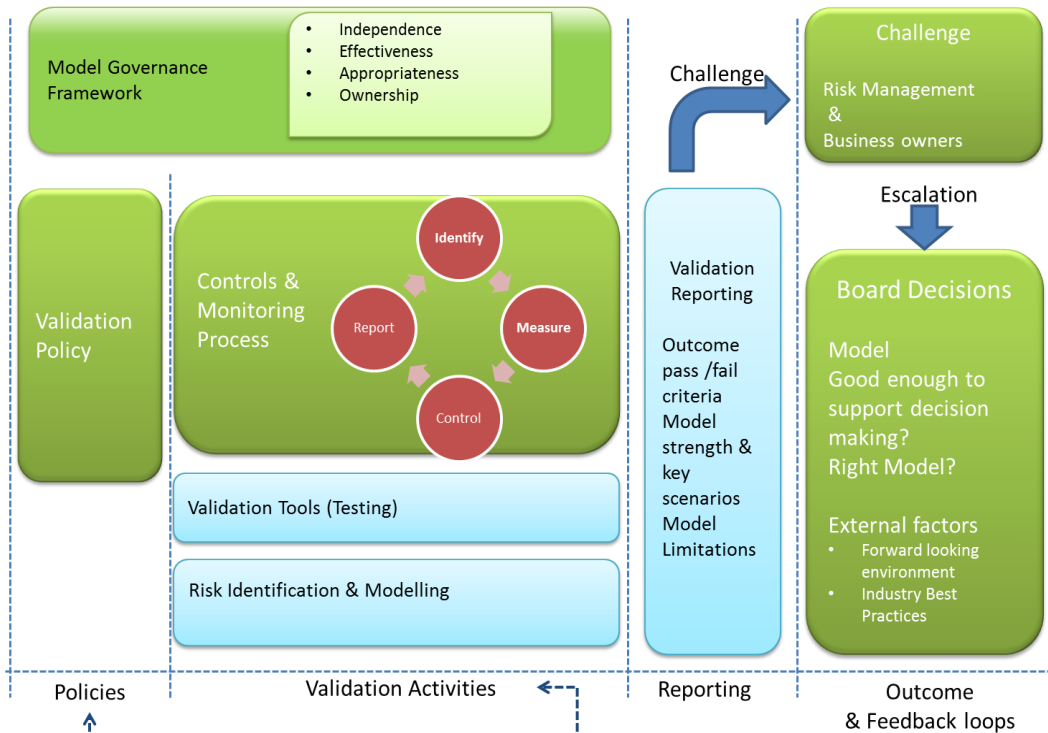 Model Governance
Framework
• Independence
• Effectiveness
• Appropriateness
• Ownership
Challenge
Challenge
Risk Management
&
Business owners
Escalation
Validation
Policy
Controls &
Monitoring
Process
Identify
Measure
Control
Report
Validation Tools (Testing)
Risk Identification & Modelling
Validation
Reporting
Outcome
pass /fail
criteria
Model
strength &
key
scenarios
Model
Limitations
Board Decisions
Model
Good enough to
support decision
making?
Right Model?
External factors
• Forward looking
environment
• Industry Best
Practices
Policies
Validation Activities
Reporting
Outcome
& Feedback loops